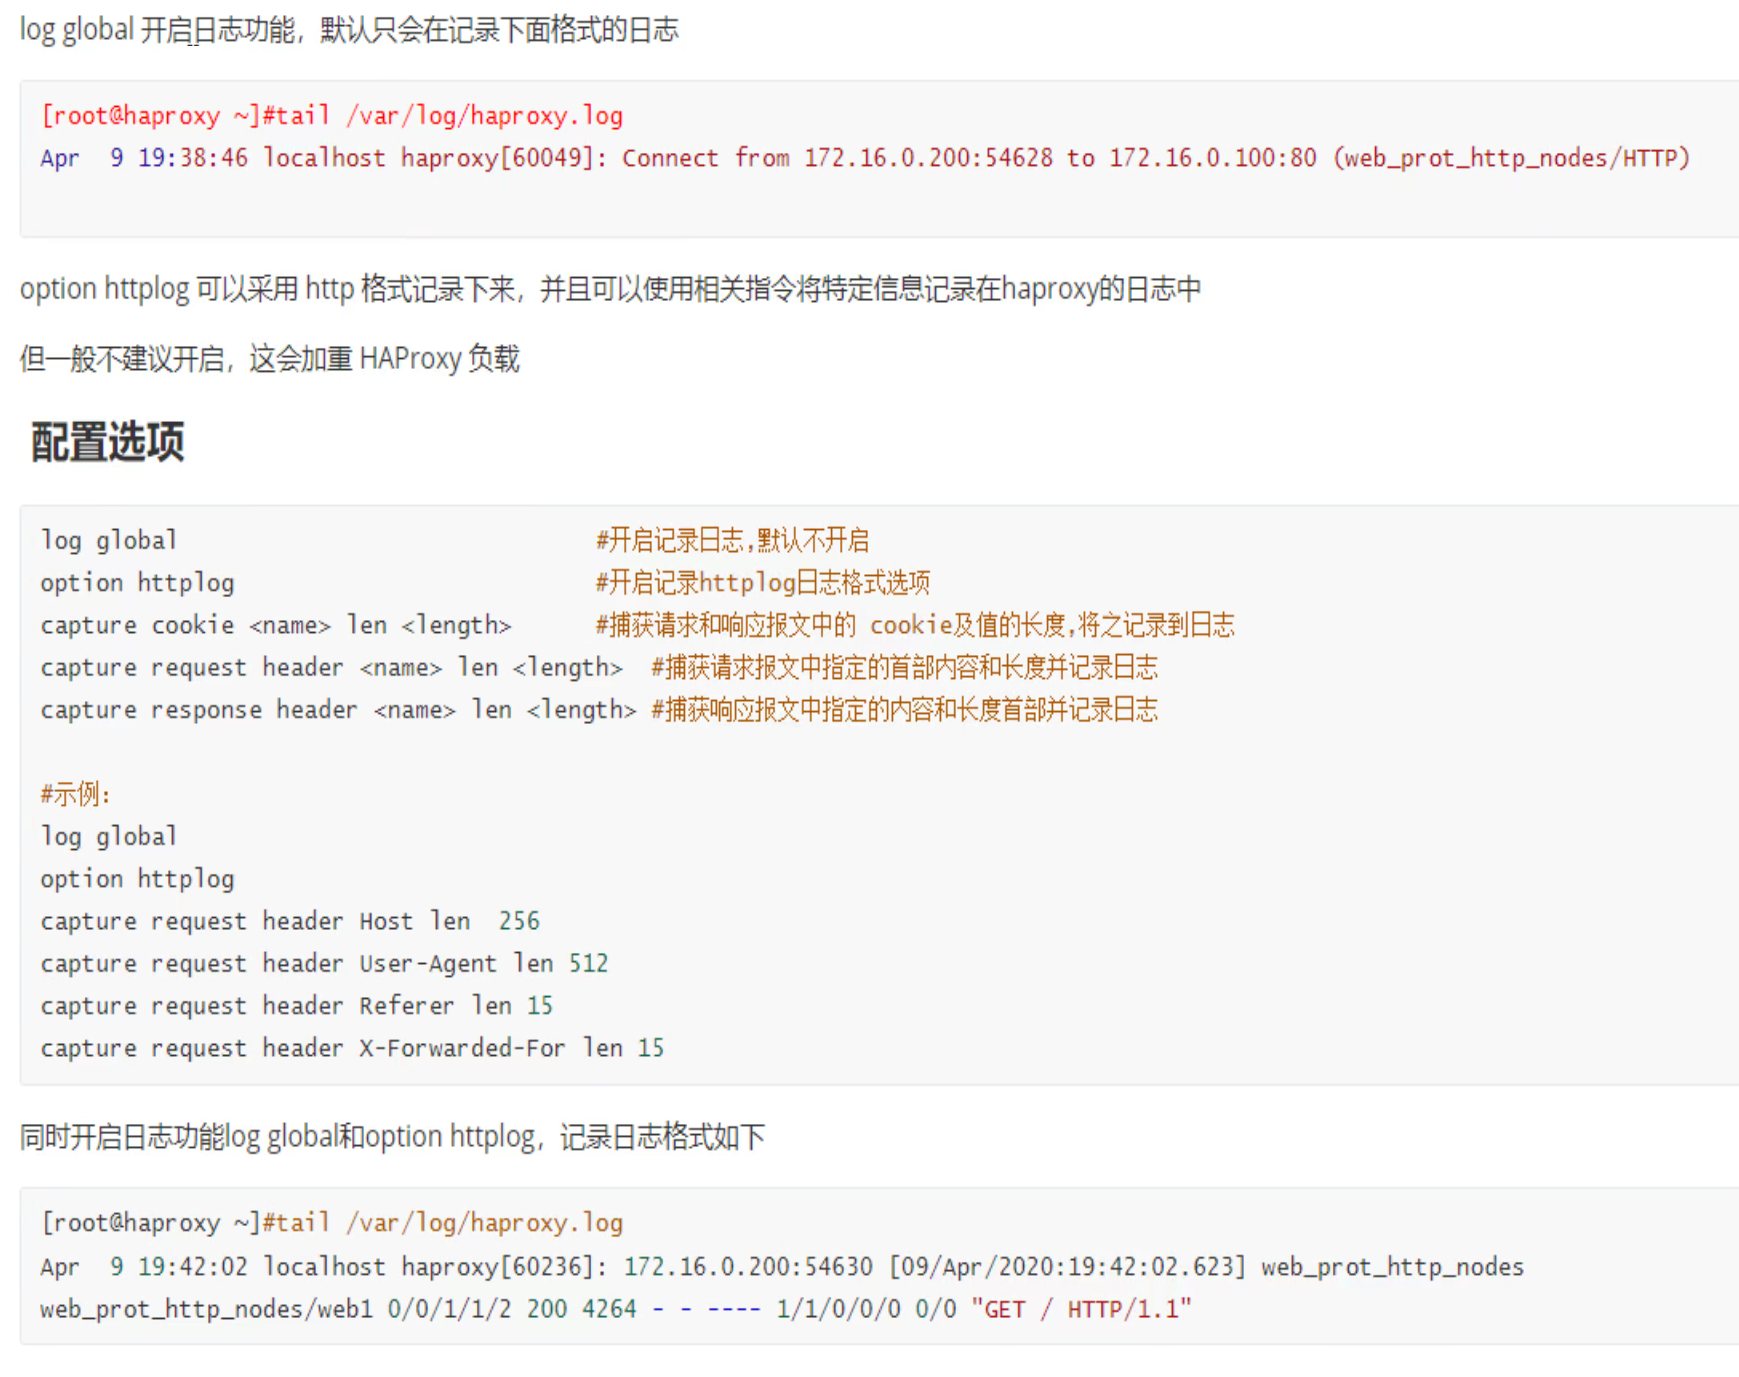 log global 开启日志功能，默认只会在记录下面格式的日志
[root@haproxy ~]#tail /var/log/haproxy.log
Apr  9 19:38:46 localhost haproxy[60049]: Connect from 172.16.0.200:54628 to 172.16.0.100:80 (web_prot_http_nodes/HTTP)
option httplog 可以采用 http 格式记录下来，并且可以使用相关指令将特定信息记录在haproxy的日志中
但一般不建议开启，这会加重 HAProxy 负载
配置选项
log global                              #开启记录日志,默认不开启
option httplog                          #开启记录httplog日志格式选项
capture cookie <name> len <length>      #捕获请求和响应报文中的 cookie及值的长度,将之记录到日志
capture request header <name> len <length>  #捕获请求报文中指定的首部内容和长度并记录日志
capture response header <name> len <length> #捕获响应报文中指定的内容和长度首部并记录日志
#示例：
log global
option httplog
capture request header Host len  256
capture request header User-Agent len 512
capture request header Referer len 15
capture request header X-Forwarded-For len 15
同时开启日志功能log global和option httplog，记录日志格式如下
[root@haproxy ~]#tail /var/log/haproxy.log
Apr  9 19:42:02 localhost haproxy[60236]: 172.16.0.200:54630 [09/Apr/2020:19:42:02.623] web_prot_http_nodes
web_prot_http_nodes/web1 0/0/1/1/2 200 4264 - - ---- 1/1/0/0/0 0/0 "GET / HTTP/1.1"